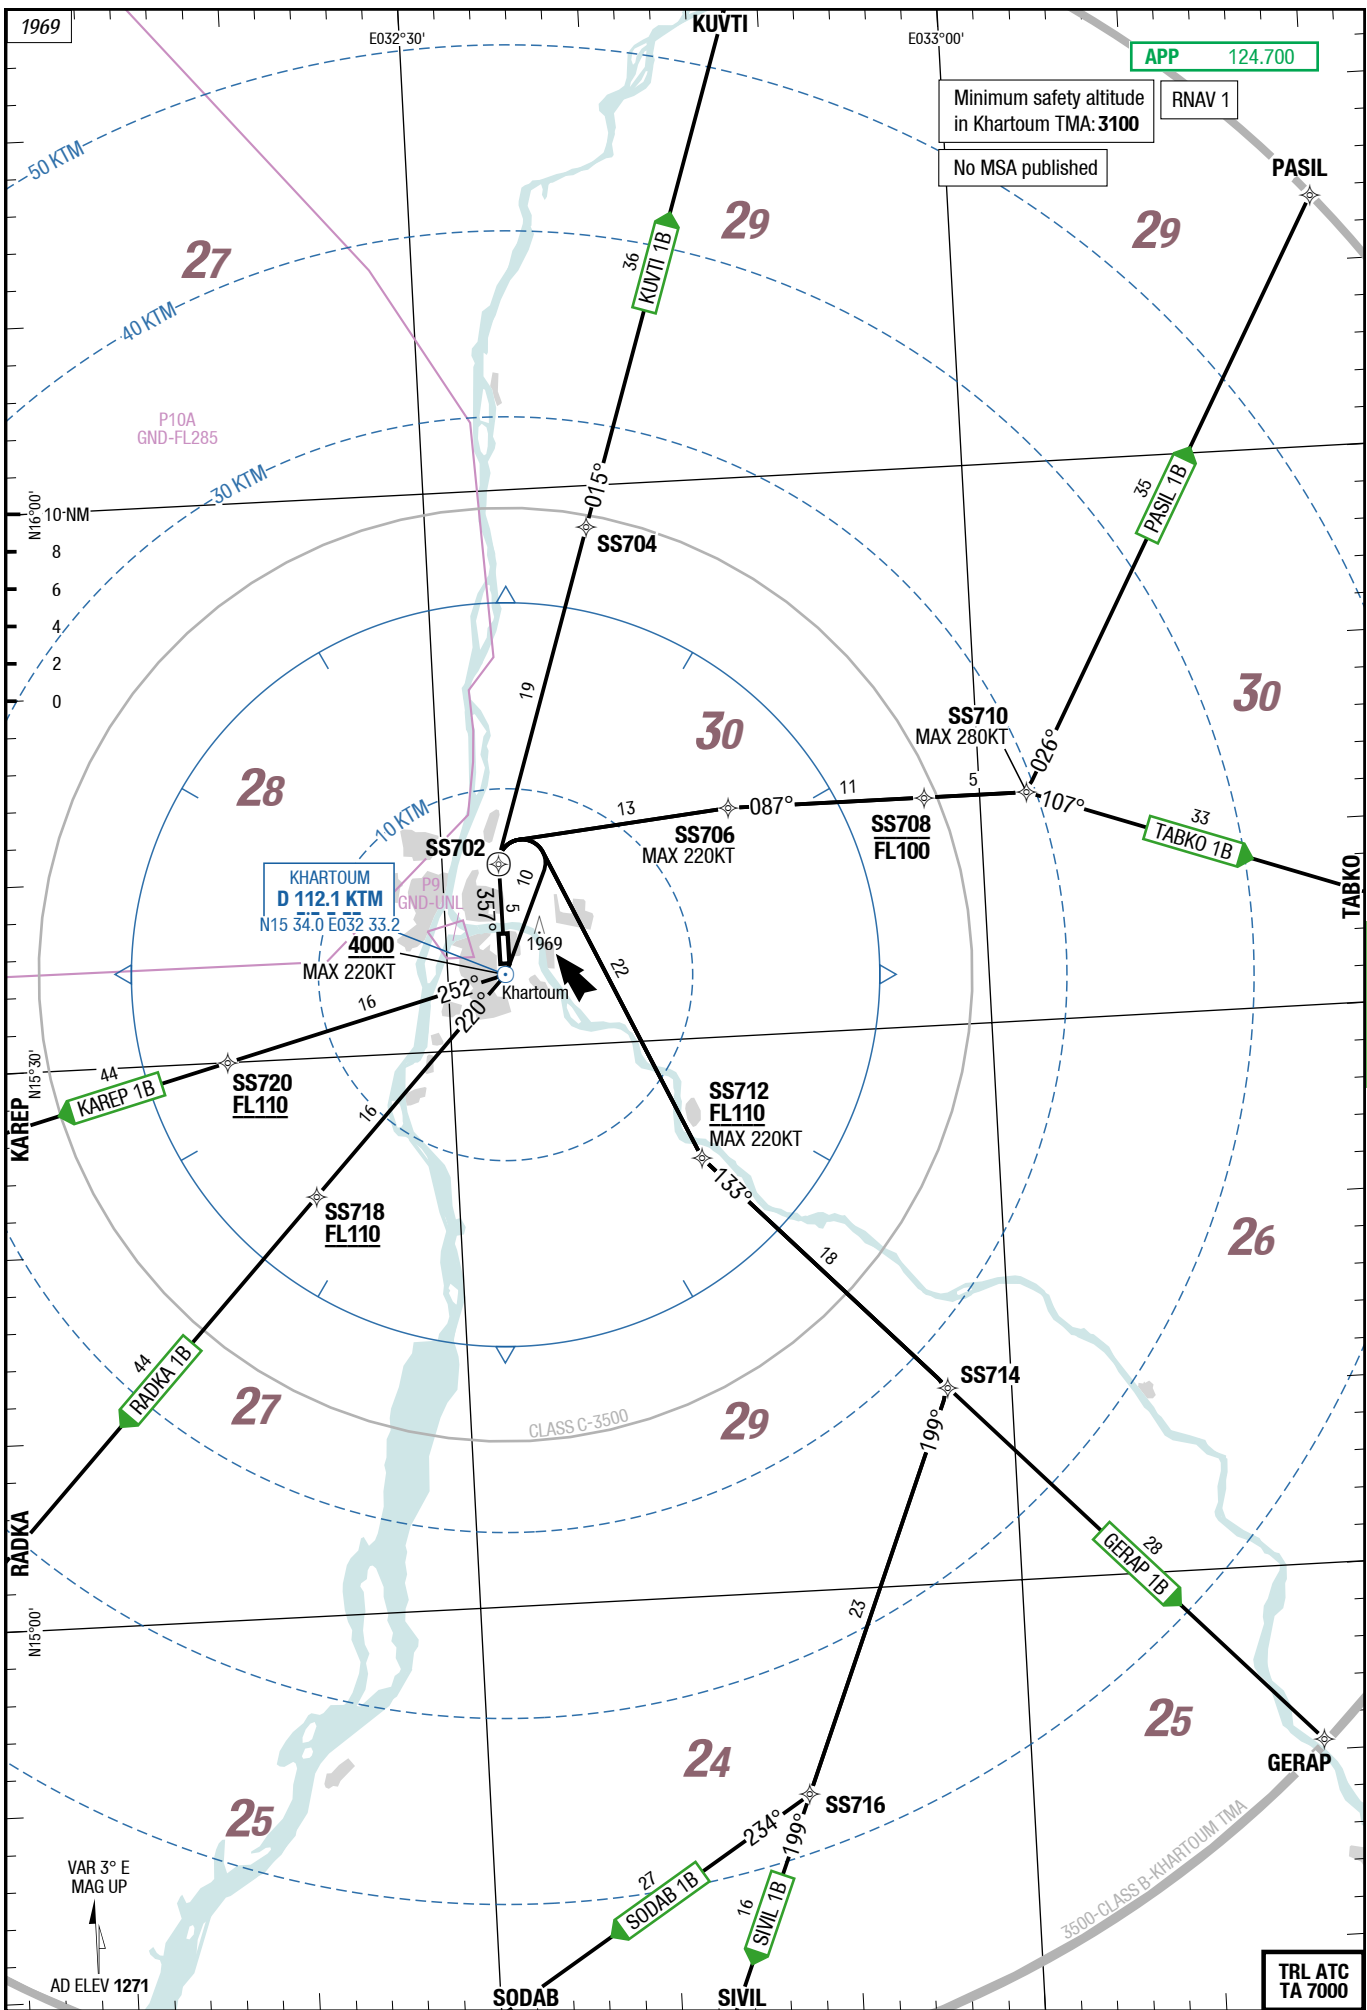 1969
KUVTI
E032°30'
E033°00'
APP 124.700
Minimum safety altitude
in Khartoum TMA: 3100
RNAV 1
No MSA published
50 KTM
PASIL
29
29
27
36
KUVTI 1B
40 KTM
P10A
GND-FL285
30 KTM
015°
35
PASIL 1B
N16°00'
10 NM
8
6
4
2
0
SS704
19
30
30
SS710
MAX 280KT
026°
28
10 KTM
13
087°
11
5
107°
33
TABKO 1B
TABKO
SS706
MAX 220KT
SS708
FL100
SS702
KHARTOUM
D 112.1 KTM
N15 34.0 E032 33.2
P9
GND-UNL
357°
5
10
4000
MAX 220KT
1969
Khartoum
22
16
252°
220°
N15°30'
44
KAREP 1B
KAREP
SS720
FL110
16
SS712
FL110
MAX 220KT
133°
SS718
FL110
26
18
44
RADKA 1B
27
SS714
29
CLASS C-3500
199°
RADKA
28
GERAP 1B
N15°00'
23
25
24
GERAP
SS716
25
234°
199°
3500-CLASS B-KHARTOUM TMA
VAR 3° E
MAG UP
27
SODAB 1B
16
SIVIL 1B
AD ELEV 1271
SODAB
SIVIL
TRL ATC
TA 7000